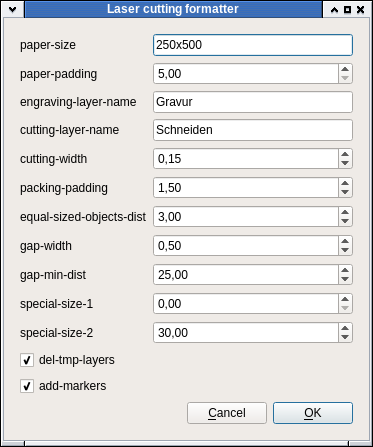 Laser cutting formatter
paper-size 250x500
paper-padding 5,00
engraving-layer-name Gravur
cutting-layer-name Schneiden
cutting-width 0,15
packing-padding 1,50
equal-sized-objects-dist 3,00
gap-width 0,50
gap-min-dist 25,00
special-size-1 0,00
special-size-2 30,00
del-tmp-layers
add-markers
Cancel OK